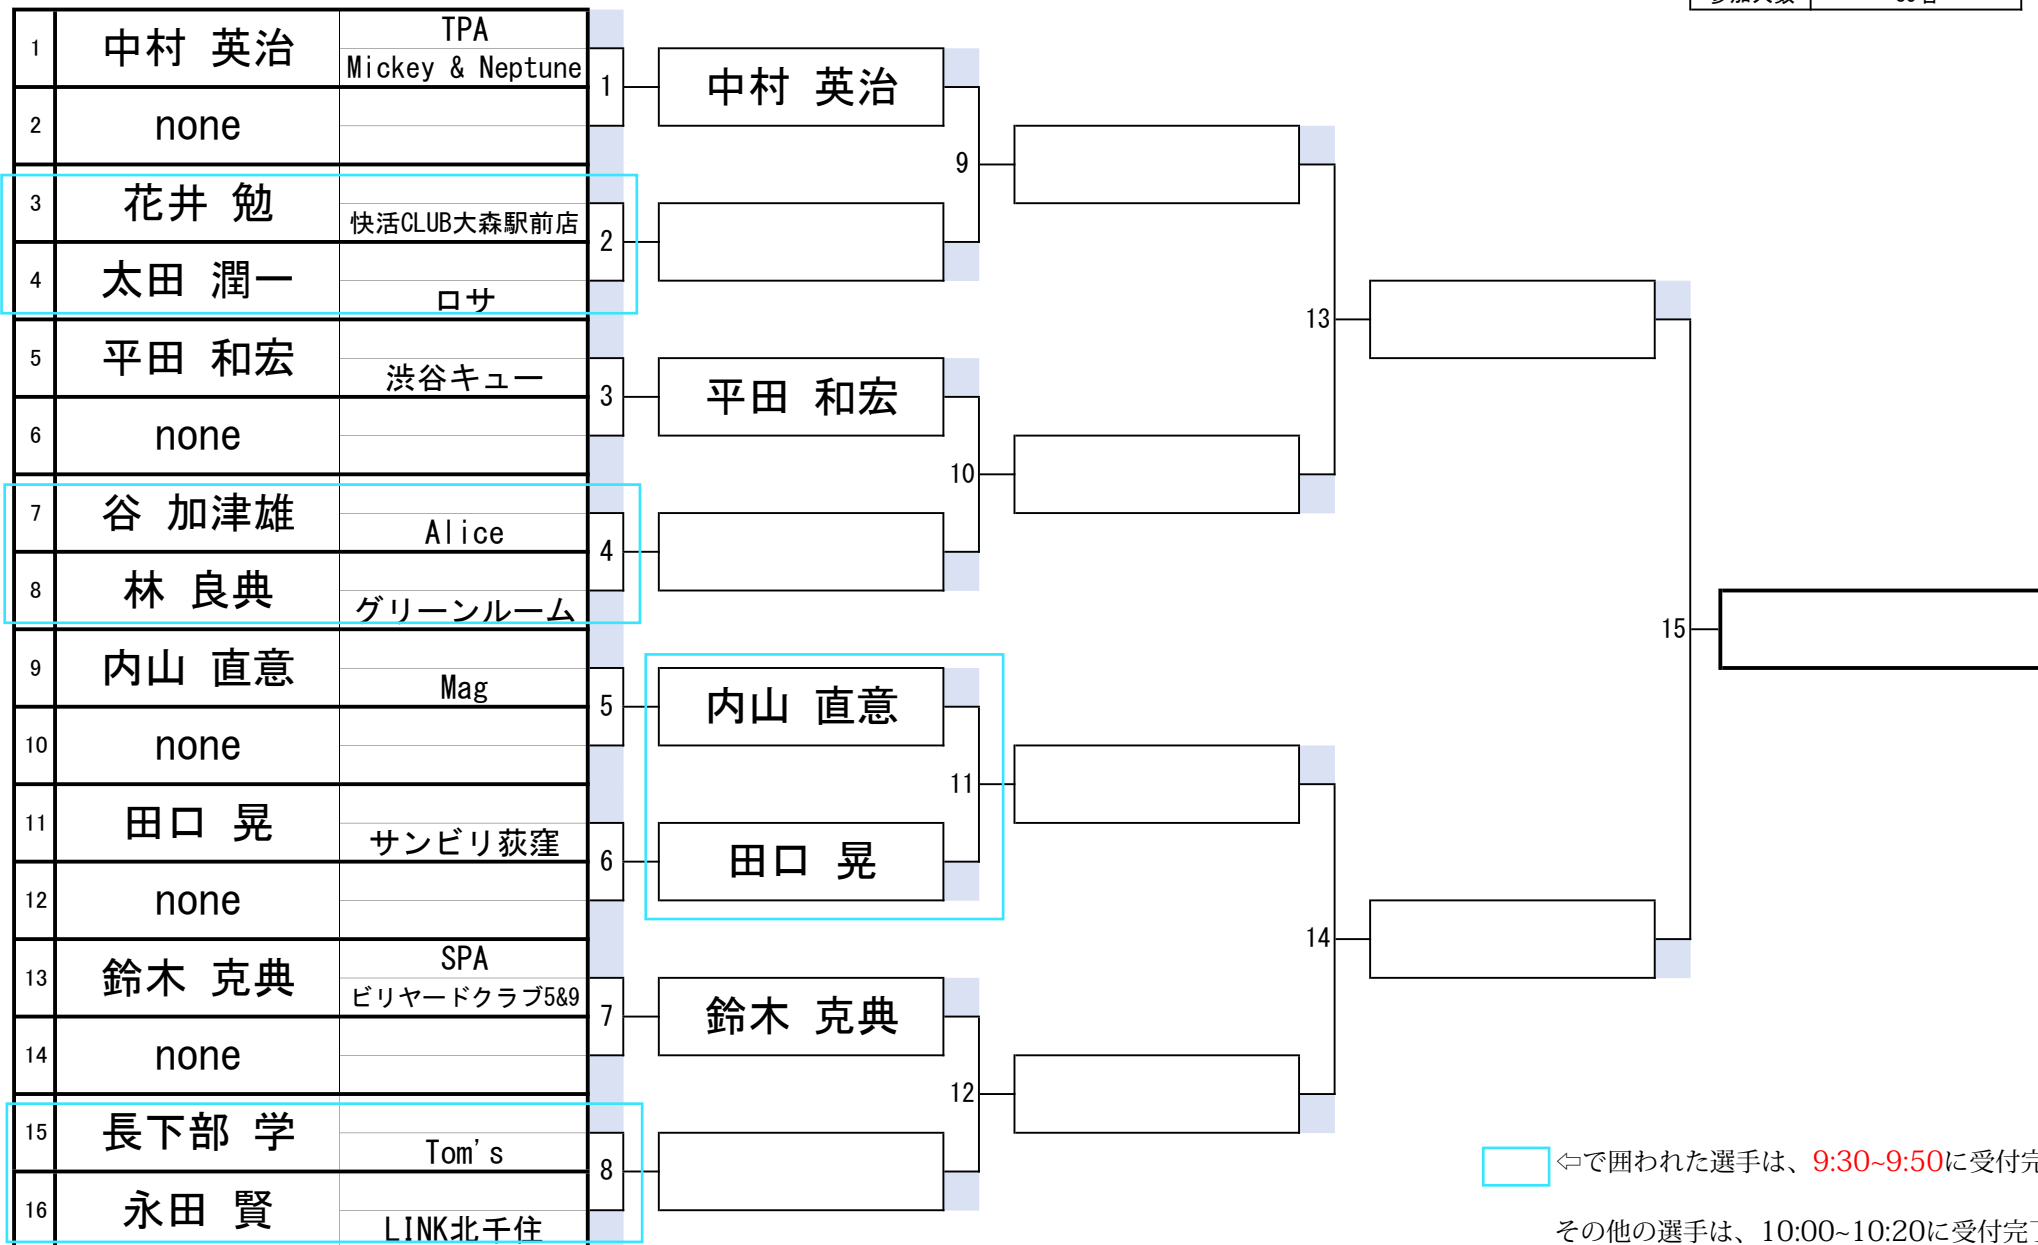 1
中村 英治
TPA
Mickey & Neptune
2
none
3
花井 勉
快活CLUB大森駅前店
4
太田 潤一
ロサ
5
平田 和宏
渋谷キュー
6
none
7
谷 加津雄
Alice
8
林 良典
グリーンルーム
9
内山 直意
Mag
10
none
11
田口 晃
サンビリ荻窪
12
none
13
鈴木 克典
SPA
ビリヤードクラブ5&9
14
none
15
長下部 学
Tom's
16
永田 賢
LINK北千住
1
2
3
4
5
6
7
8
中村 英治
平田 和宏
内山 直意
田口 晃
鈴木 克典
9
10
11
12
13
14
15
⇦で囲われた選手は、9:30~9:50に受付完
その他の選手は、10:00~10:20に受付完了